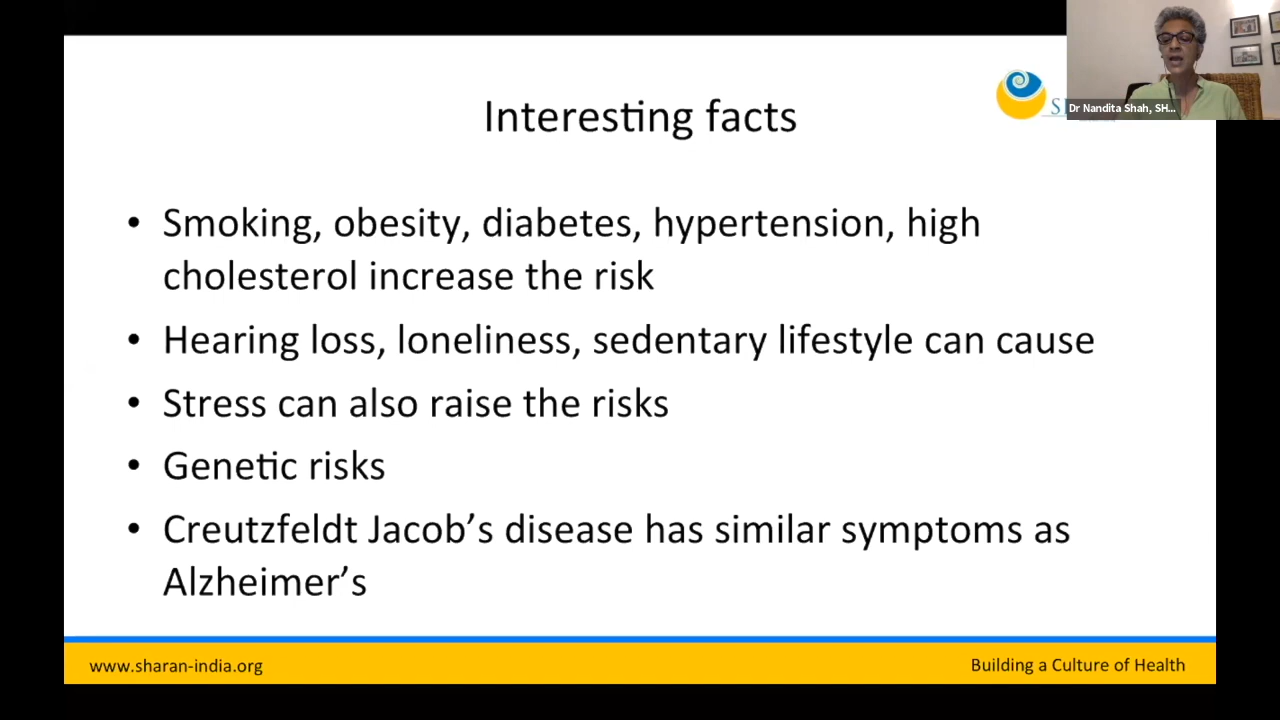 Interesting facts
Dr Nandita Shah, SH...
• Smoking, obesity, diabetes, hypertension, high
cholesterol increase the risk
• Hearing loss, loneliness, sedentary lifestyle can cause
• Stress can also raise the risks
• Genetic risks
• Creutzfeldt Jacob’s disease has similar symptoms as
Alzheimer’s
www.sharan-india.org
Building a Culture of Health